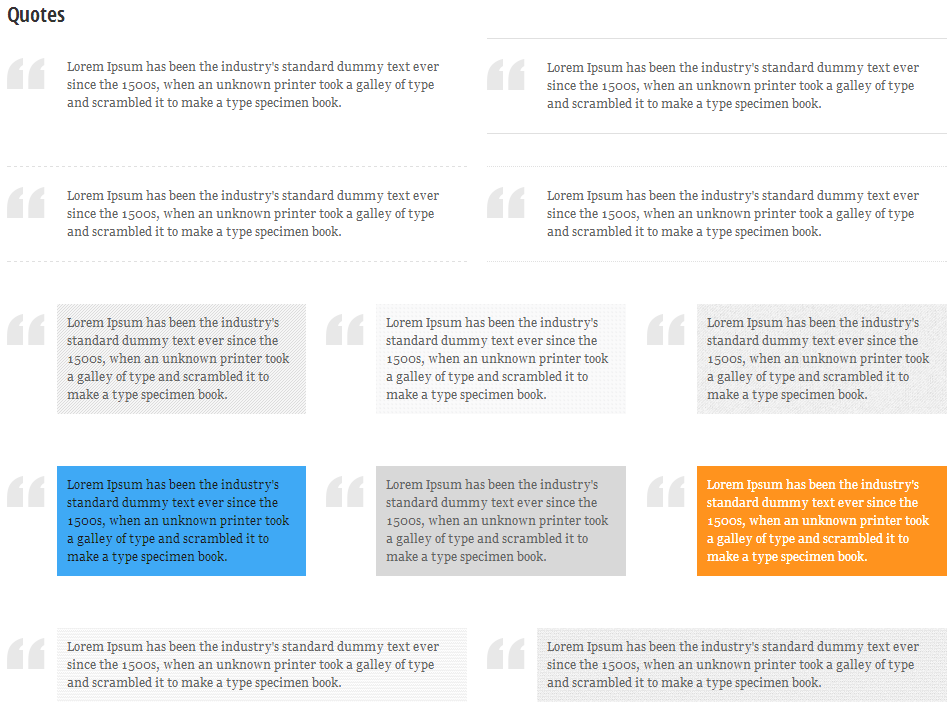 Quotes
Lorem Ipsum has been the industry's standard dummy text ever
since the 1500s, when an unknown printer took a galley of type
and scrambled it to make a type specimen book.
Lorem Ipsum has been the industry's standard dummy text ever
since the 1500s, when an unknown printer took a galley of type
and scrambled it to make a type specimen book.
Lorem Ipsum has been the industry's standard dummy text ever
since the 1500s, when an unknown printer took a galley of type
and scrambled it to make a type specimen book.
Lorem Ipsum has been the industry's standard dummy text ever
since the 1500s, when an unknown printer took a galley of type
and scrambled it to make a type specimen book.
Lorem Ipsum has been the industry's
standard dummy text ever since the
1500s, when an unknown printer took
a galley of type and scrambled it to
make a type specimen book.
Lorem Ipsum has been the industry's
standard dummy text ever since the
1500s, when an unknown printer took
a galley of type and scrambled it to
make a type specimen book.
Lorem Ipsum has been the industry's
standard dummy text ever since the
1500s, when an unknown printer took
a galley of type and scrambled it to
make a type specimen book.
Lorem Ipsum has been the industry's
standard dummy text ever since the
1500s, when an unknown printer took
a galley of type and scrambled it to
make a type specimen book.
Lorem Ipsum has been the industry's
standard dummy text ever since the
1500s, when an unknown printer took
a galley of type and scrambled it to
make a type specimen book.
Lorem Ipsum has been the industry's
standard dummy text ever since the
1500s, when an unknown printer took
a galley of type and scrambled it to
make a type specimen book.
Lorem Ipsum has been the industry's standard dummy text ever
since the 1500s, when an unknown printer took a galley of type
and scrambled it to make a type specimen book.
Lorem Ipsum has been the industry's standard dummy text ever
since the 1500s, when an unknown printer took a galley of type
and scrambled it to make a type specimen book.